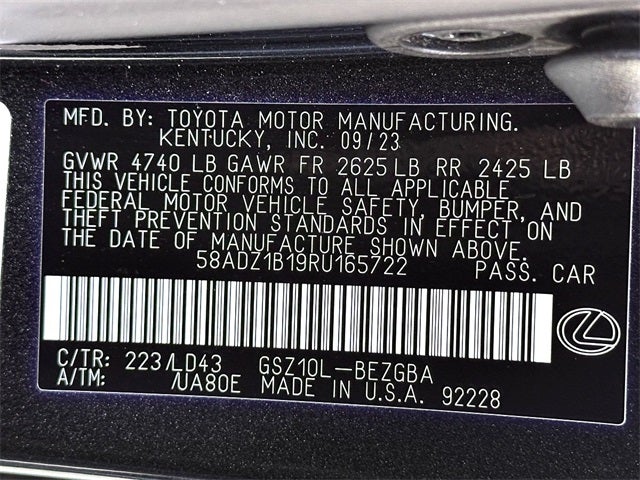 MFD. BY: TOYOTA MOTOR MANUFACTURING.
KENTUCKY, INC. 09/23
GVWR 4740 LB GAWR FR 2625 LB RR 2425 LB
THIS VEHICLE CONFORMS TO ALL APPLICABLE
FEDERAL MOTOR VEHICLE SAFETY, BUMPER, AND
THEFT PREVENTION STANDARDS IN EFFECT ON
THE DATE OF MANUFACTURE SHOWN ABOVE.
58ADZ1B19RU165722 PASS. CAR
C/TR: 223/LD43 GSZ10L-BEZGBA
A/TM: /UA80E MADE IN U.S.A. 92228